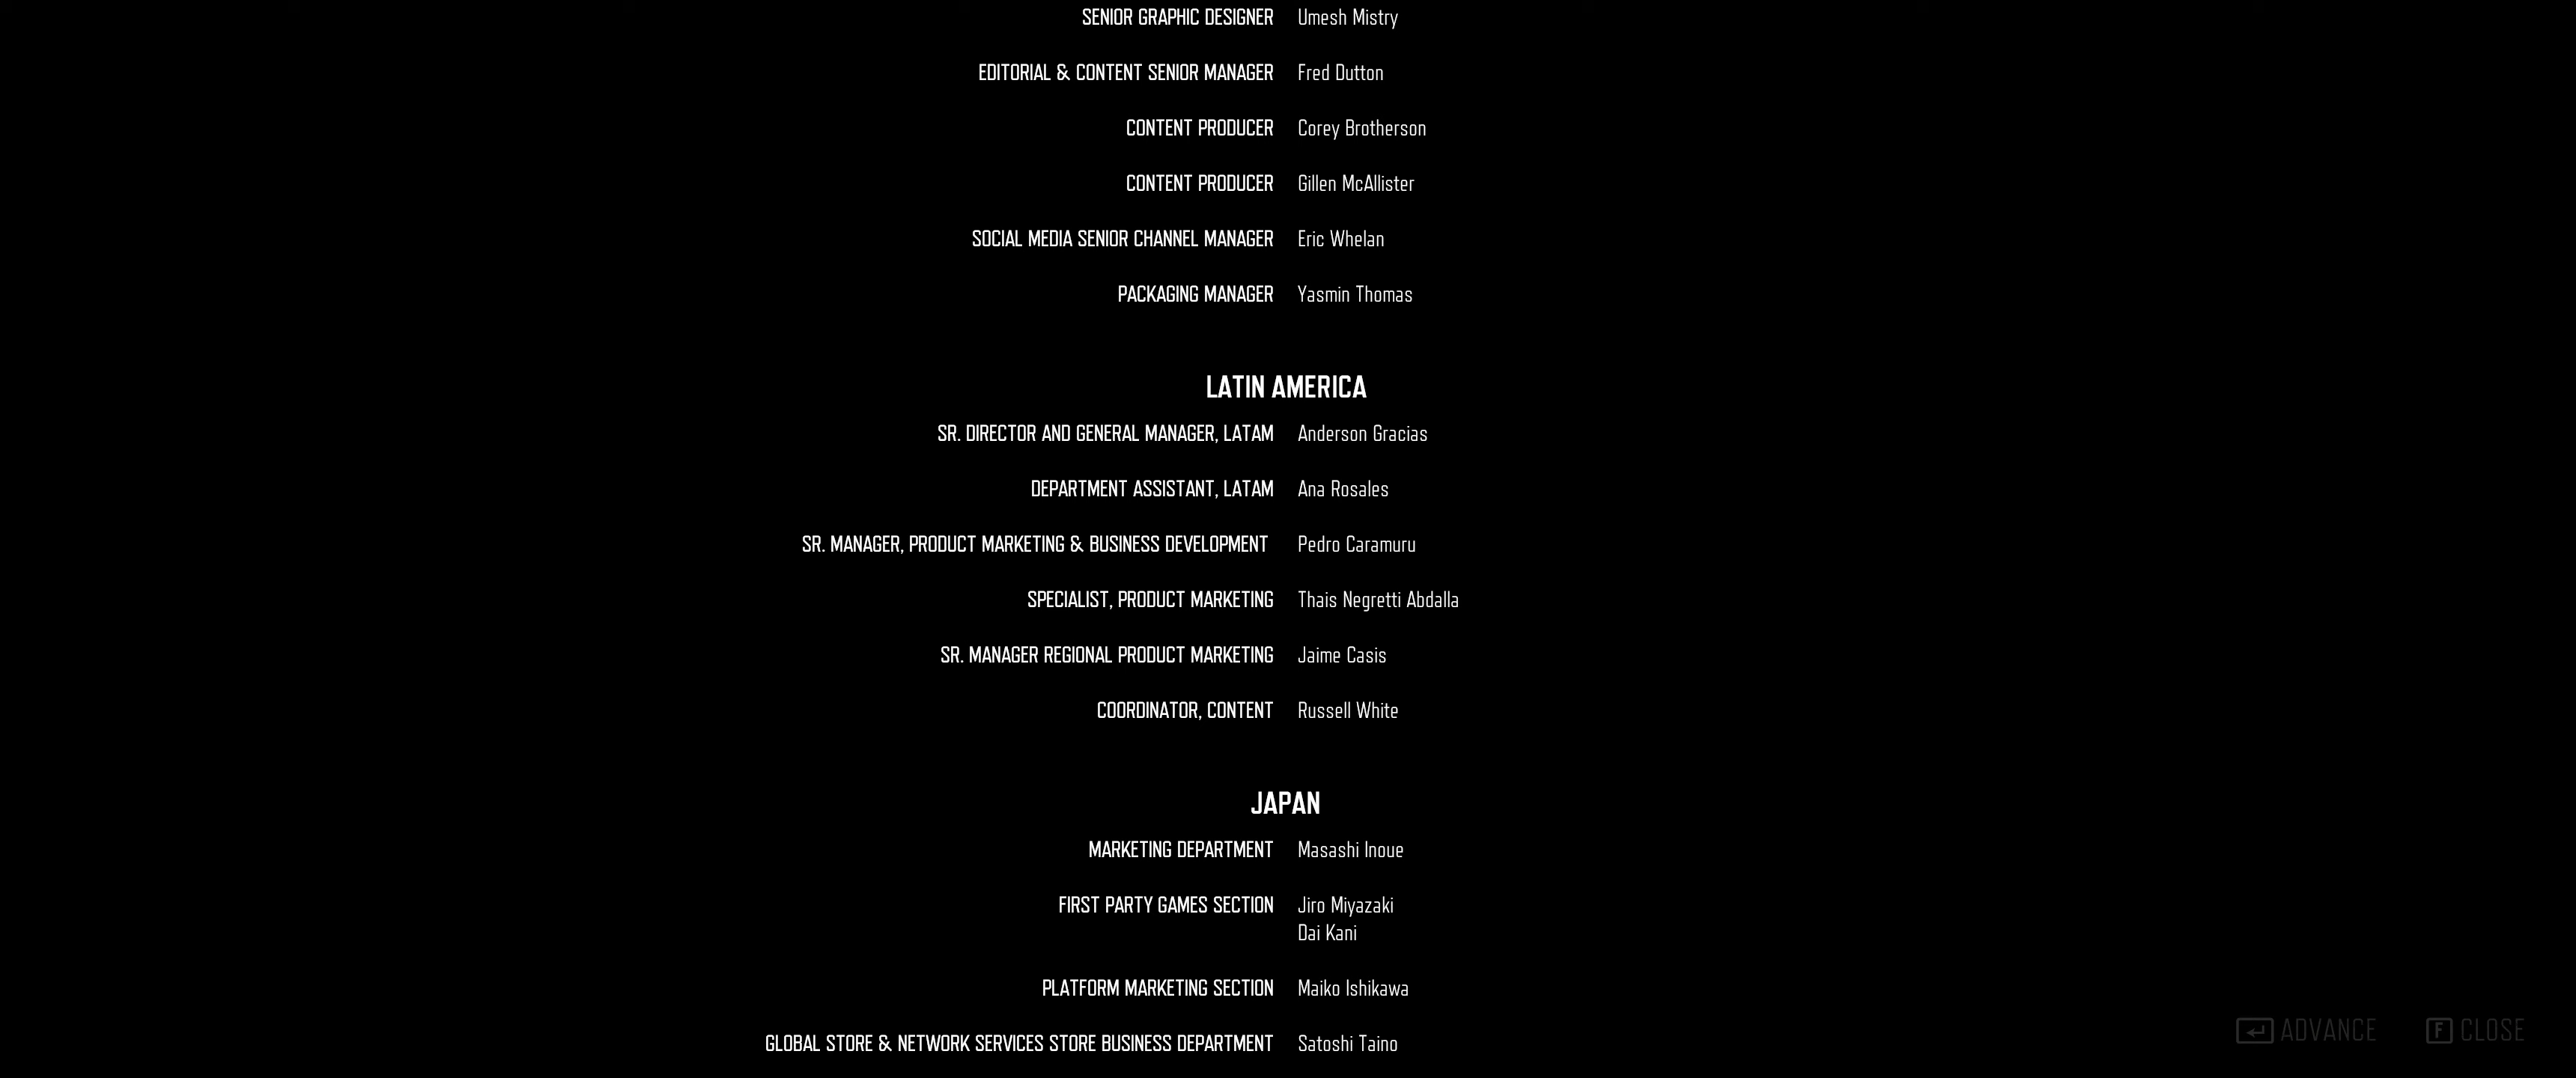 SENIOR GRAPHIC DESIGNER Umesh Mistry
EDITORIAL & CONTENT SENIOR MANAGER Fred Dutton
CONTENT PRODUCER Corey Brotherson
CONTENT PRODUCER Gillen McAllister
SOCIAL MEDIA SENIOR CHANNEL MANAGER Eric Whelan
PACKAGING MANAGER Yasmin Thomas
LATIN AMERICA
SR. DIRECTOR AND GENERAL MANAGER, LATAM Anderson Gracias
DEPARTMENT ASSISTANT, LATAM Ana Rosales
SR. MANAGER, PRODUCT MARKETING & BUSINESS DEVELOPMENT Pedro Caramuru
SPECIALIST, PRODUCT MARKETING Thais Negretti Abdalla
SR. MANAGER REGIONAL PRODUCT MARKETING Jaime Casis
COORDINATOR, CONTENT Russell White
JAPAN
MARKETING DEPARTMENT Masashi Inoue
FIRST PARTY GAMES SECTION Jiro Miyazaki
Dai Kani
PLATFORM MARKETING SECTION Maiko Ishikawa
GLOBAL STORE & NETWORK SERVICES STORE BUSINESS DEPARTMENT Satoshi Taino
ADVANCE F CLOSE